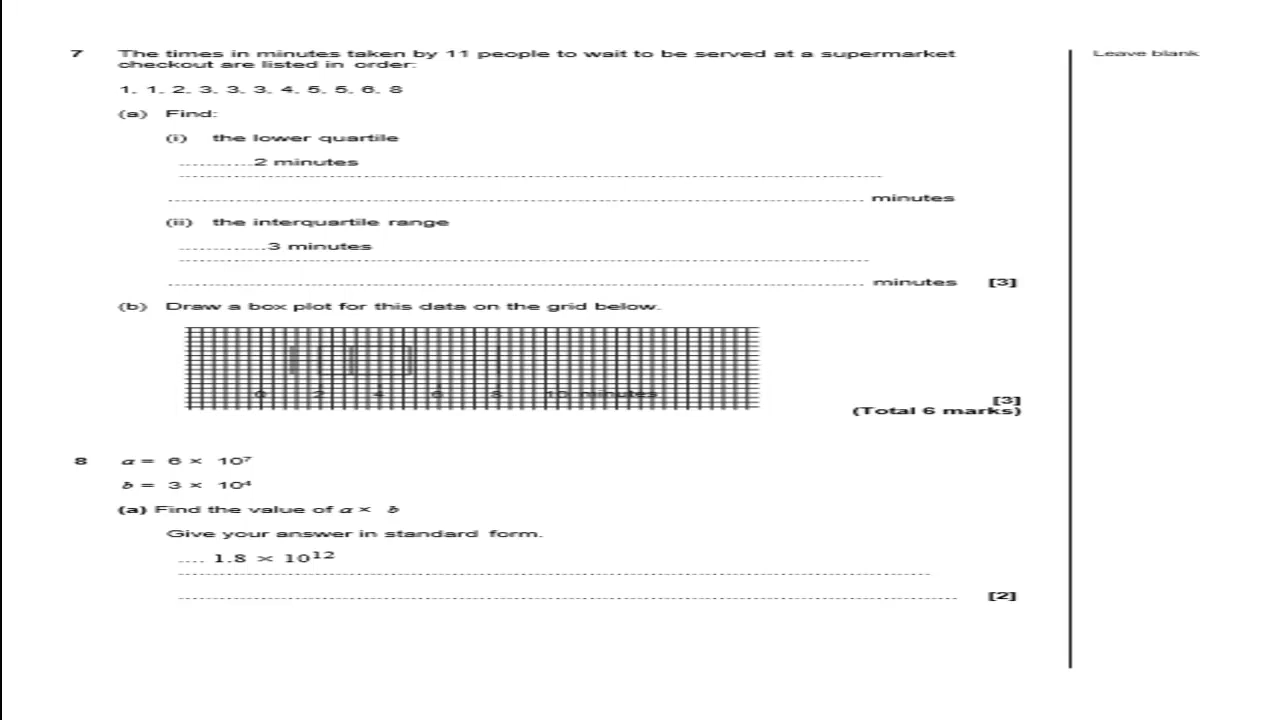 7 The times in minutes taken by 11 people to wait to be served at a supermarket
checkout are listed in order:
Leave blank
1, 1, 2, 3, 3, 3, 4, 5, 5, 6, 8
(a) Find:
(i) the lower quartile
...........2 minutes
minutes
(ii) the interquartile range
.............3 minutes
minutes [3]
(b) Draw a box plot for this data on the grid below.
0 2 4 6 8 10 minutes
[3]
(Total 6 marks)
8 a = 6 × 10⁷
b = 3 × 10⁴
(a) Find the value of a × b
Give your answer in standard form.
.... 1.8 × 10¹²
[2]